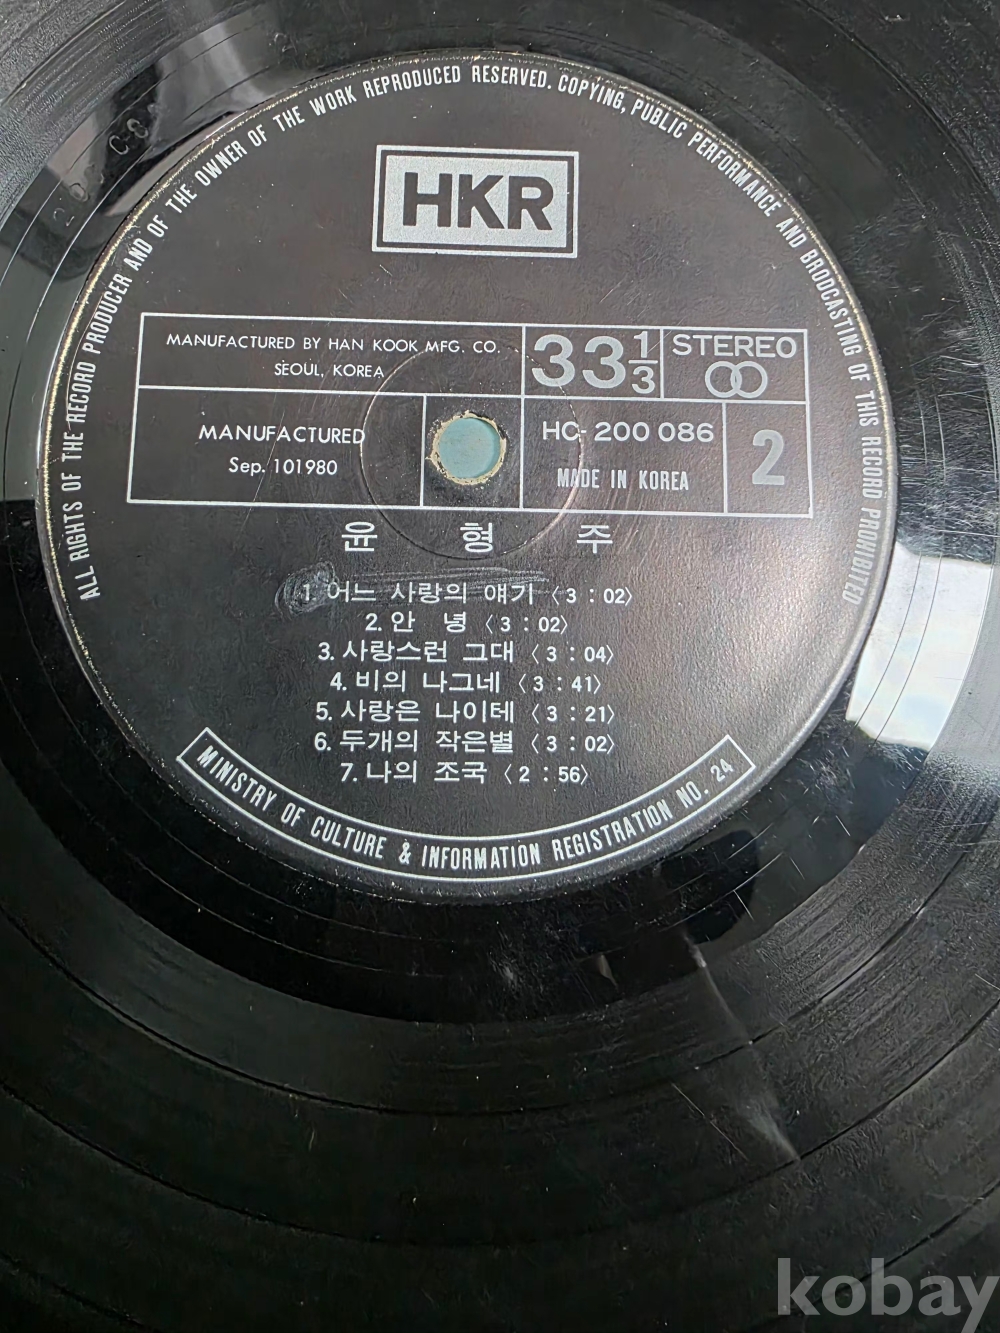 ALL RIGHTS OF THE RECORD PRODUCER AND OF THE OWNER OF THE WORK REPRODUCED RESERVED. COPYING, PUBLIC PERFORMANCE AND BRODCASTING OF THIS RECORD PROHIBITED
HKR
MANUFACTURED BY HAN KOOK MFG. CO.
SEOUL, KOREA
33 1/3
STEREO
MANUFACTURED
Sep. 101980
HC- 200 086
MADE IN KOREA
2
윤 형 주
1. 어느 사랑의 얘기 〈3 : 02〉
2. 안 녕 〈3 : 02〉
3. 사랑스런 그대 〈3 : 04〉
4. 비의 나그네 〈3 : 41〉
5. 사랑은 나이테 〈3 : 21〉
6. 두개의 작은별 〈3 : 02〉
7. 나의 조국 〈2 : 56〉
MINISTRY OF CULTURE & INFORMATION REGISTRATION NO. 24
kobay